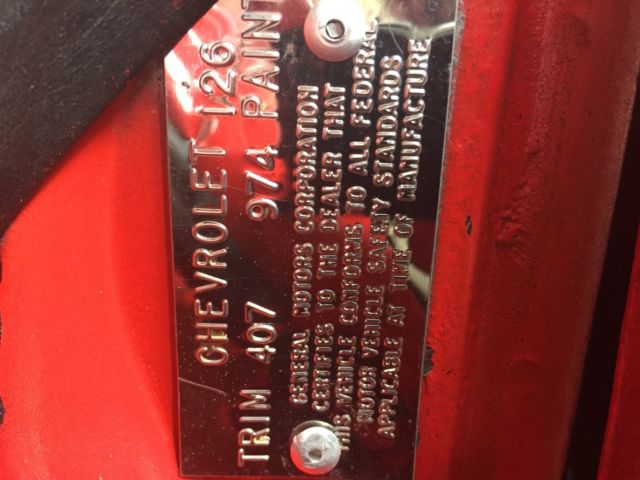 CHEVROLET 126
TRIM 407 974 PAINT
GENERAL MOTORS CORPORATION
CERTIFIES TO THE DEALER THAT
THIS VEHICLE CONFORMS TO ALL FEDERAL
MOTOR VEHICLE SAFETY STANDARDS
APPLICABLE AT TIME OF MANUFACTURE